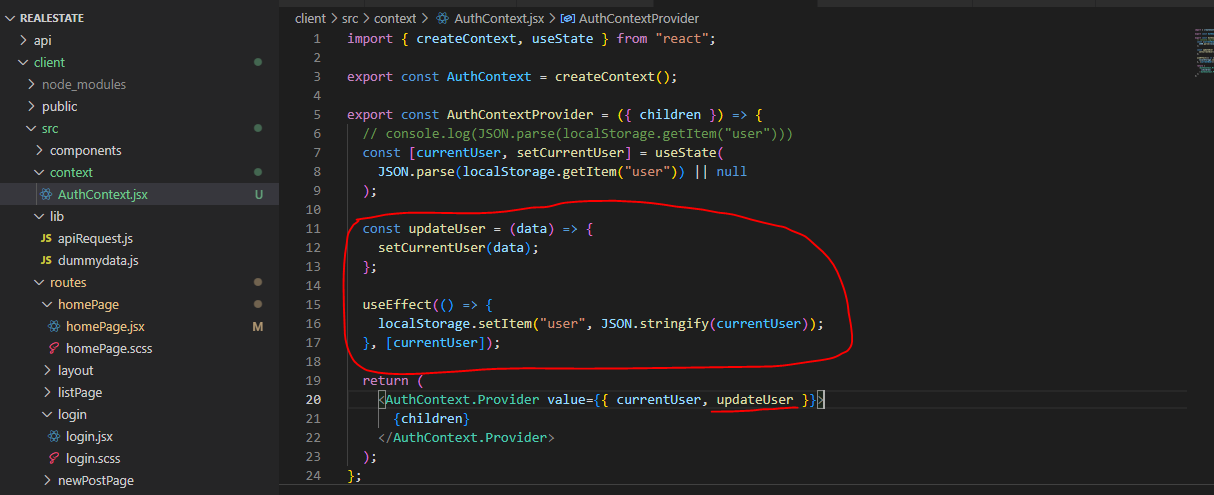 REALESTATE
api
client
node_modules
public
src
components
context
AuthContext.jsx U
lib
JS apiRequest.js
JS dummydata.js
routes
homePage
homePage.jsx M
homePage.scss
layout
listPage
login
login.jsx
login.scss
newPostPage
client > src > context > AuthContext.jsx > AuthContextProvider
1 import { createContext, useState } from "react";
2
3 export const AuthContext = createContext();
4
5 export const AuthContextProvider = ({ children }) => {
6 // console.log(JSON.parse(localStorage.getItem("user")))
7 const [currentUser, setCurrentUser] = useState(
8 JSON.parse(localStorage.getItem("user")) || null
9 );
10
11 const updateUser = (data) => {
12 setCurrentUser(data);
13 };
14
15 useEffect(() => {
16 localStorage.setItem("user", JSON.stringify(currentUser));
17 }, [currentUser]);
18
19 return (
20 <AuthContext.Provider value={{ currentUser, updateUser }}>
21 {children}
22 </AuthContext.Provider>
23 );
24 };